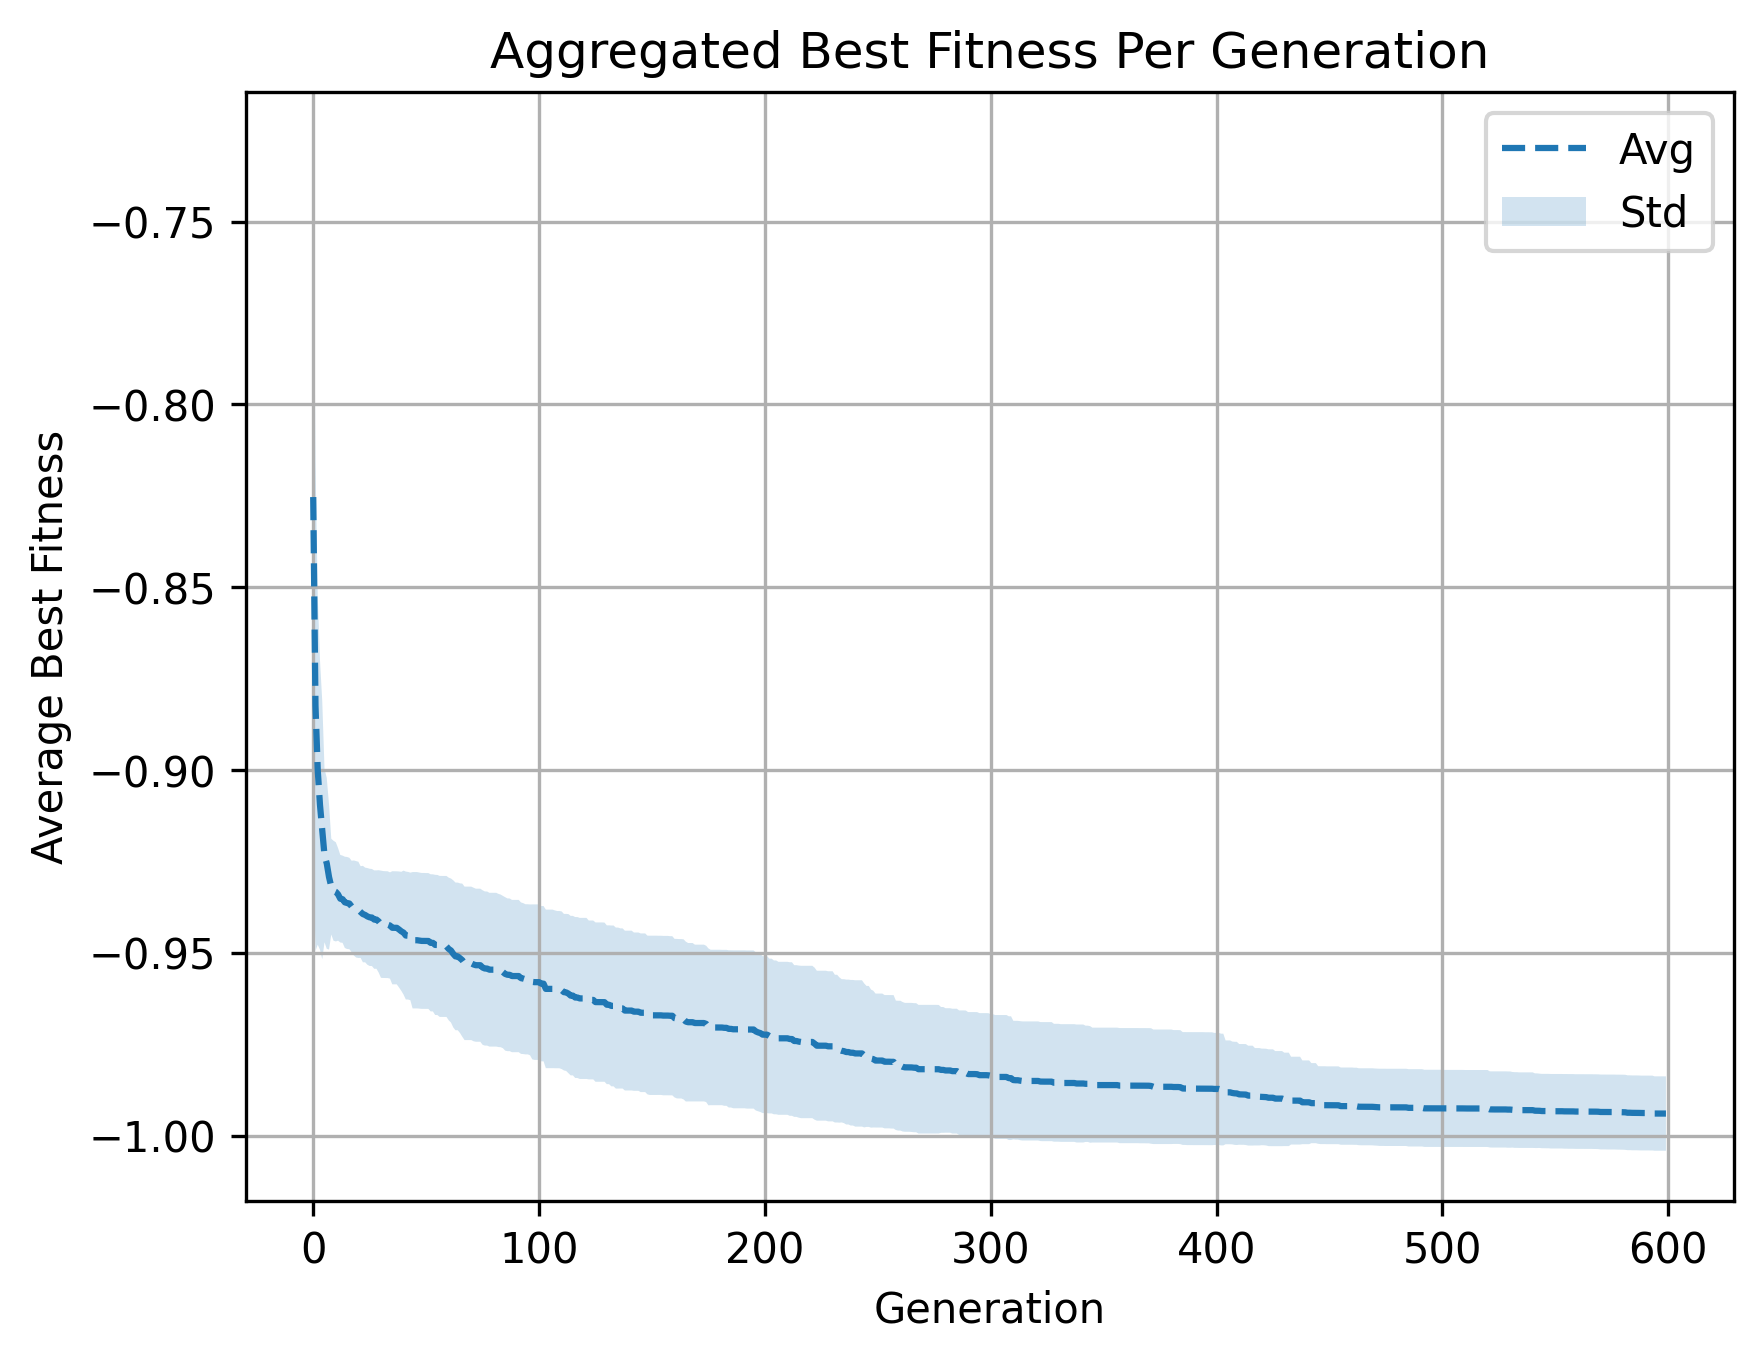 Aggregated Best Fitness Per Generation
Avg
Std
−0.75
−0.80
−0.85
−0.90
−0.95
−1.00
Average Best Fitness
0 100 200 300 400 500 600
Generation